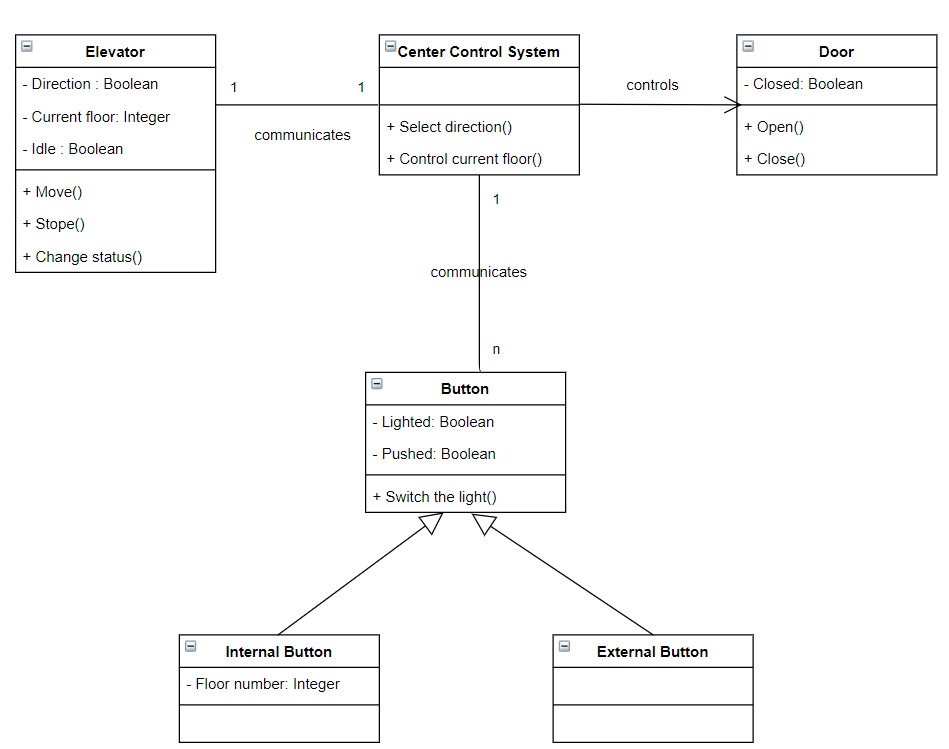 Elevator
- Direction : Boolean
- Current floor: Integer
- Idle : Boolean
+ Move()
+ Stope()
+ Change status()
1
1
communicates
Center Control System
+ Select direction()
+ Control current floor()
controls
Door
- Closed: Boolean
+ Open()
+ Close()
1
communicates
n
Button
- Lighted: Boolean
- Pushed: Boolean
+ Switch the light()
Internal Button
- Floor number: Integer
External Button